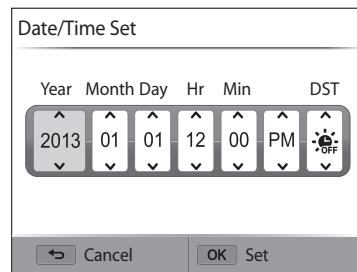 Date/Time Set
Year Month Day Hr Min DST
2013 01 01 12 00 PM OFF
Cancel OK Set